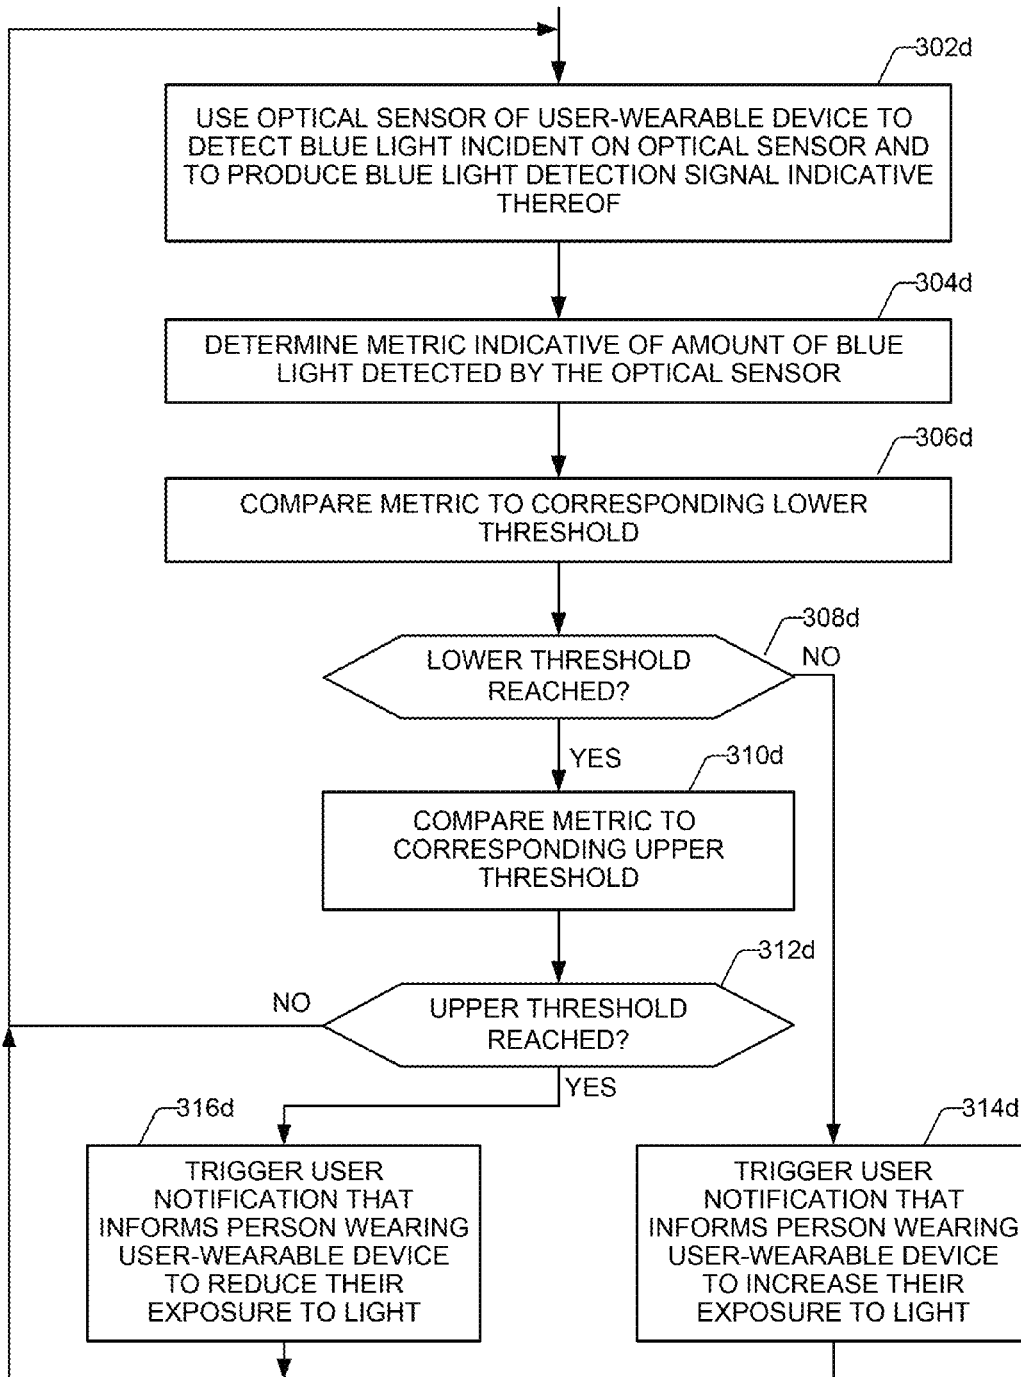 302d
USE OPTICAL SENSOR OF USER-WEARABLE DEVICE TO
DETECT BLUE LIGHT INCIDENT ON OPTICAL SENSOR AND
TO PRODUCE BLUE LIGHT DETECTION SIGNAL INDICATIVE
THEREOF
304d
DETERMINE METRIC INDICATIVE OF AMOUNT OF BLUE
LIGHT DETECTED BY THE OPTICAL SENSOR
306d
COMPARE METRIC TO CORRESPONDING LOWER
THRESHOLD
308d
LOWER THRESHOLD
REACHED?
NO
YES
310d
COMPARE METRIC TO
CORRESPONDING UPPER
THRESHOLD
312d
UPPER THRESHOLD
REACHED?
NO
YES
316d
TRIGGER USER
NOTIFICATION THAT
INFORMS PERSON WEARING
USER-WEARABLE DEVICE
TO REDUCE THEIR
EXPOSURE TO LIGHT
314d
TRIGGER USER
NOTIFICATION THAT
INFORMS PERSON WEARING
USER-WEARABLE DEVICE
TO INCREASE THEIR
EXPOSURE TO LIGHT